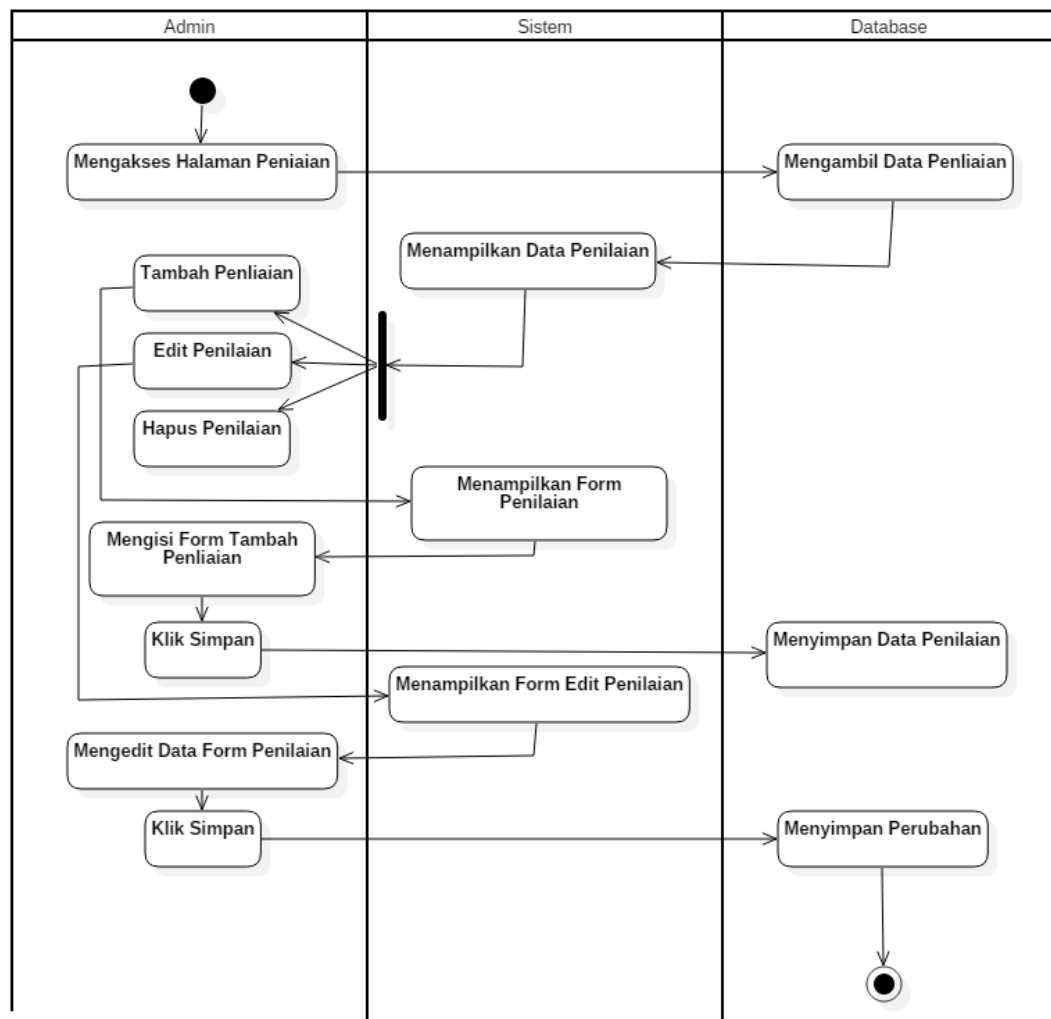 Admin
Sistem
Database
Mengakses Halaman Peniaian
Mengambil Data Penliaian
Menampilkan Data Penilaian
Tambah Penliaian
Edit Penilaian
Hapus Penilaian
Menampilkan Form
Penilaian
Mengisi Form Tambah
Penliaian
Klik Simpan
Menyimpan Data Penilaian
Menampilkan Form Edit Penilaian
Mengedit Data Form Penilaian
Klik Simpan
Menyimpan Perubahan